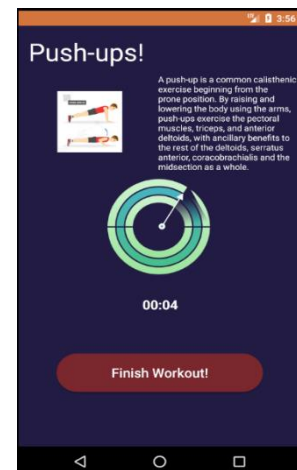 3:56
Push-ups!
A push-up is a common calisthenic
exercise beginning from the
prone position. By raising and
lowering the body using the arms,
push-ups exercise the pectoral
muscles, triceps, and anterior
deltoids, with ancillary benefits to
the rest of the deltoids, serratus
anterior, coracobrachialis and the
midsection as a whole.
00:04
Finish Workout!